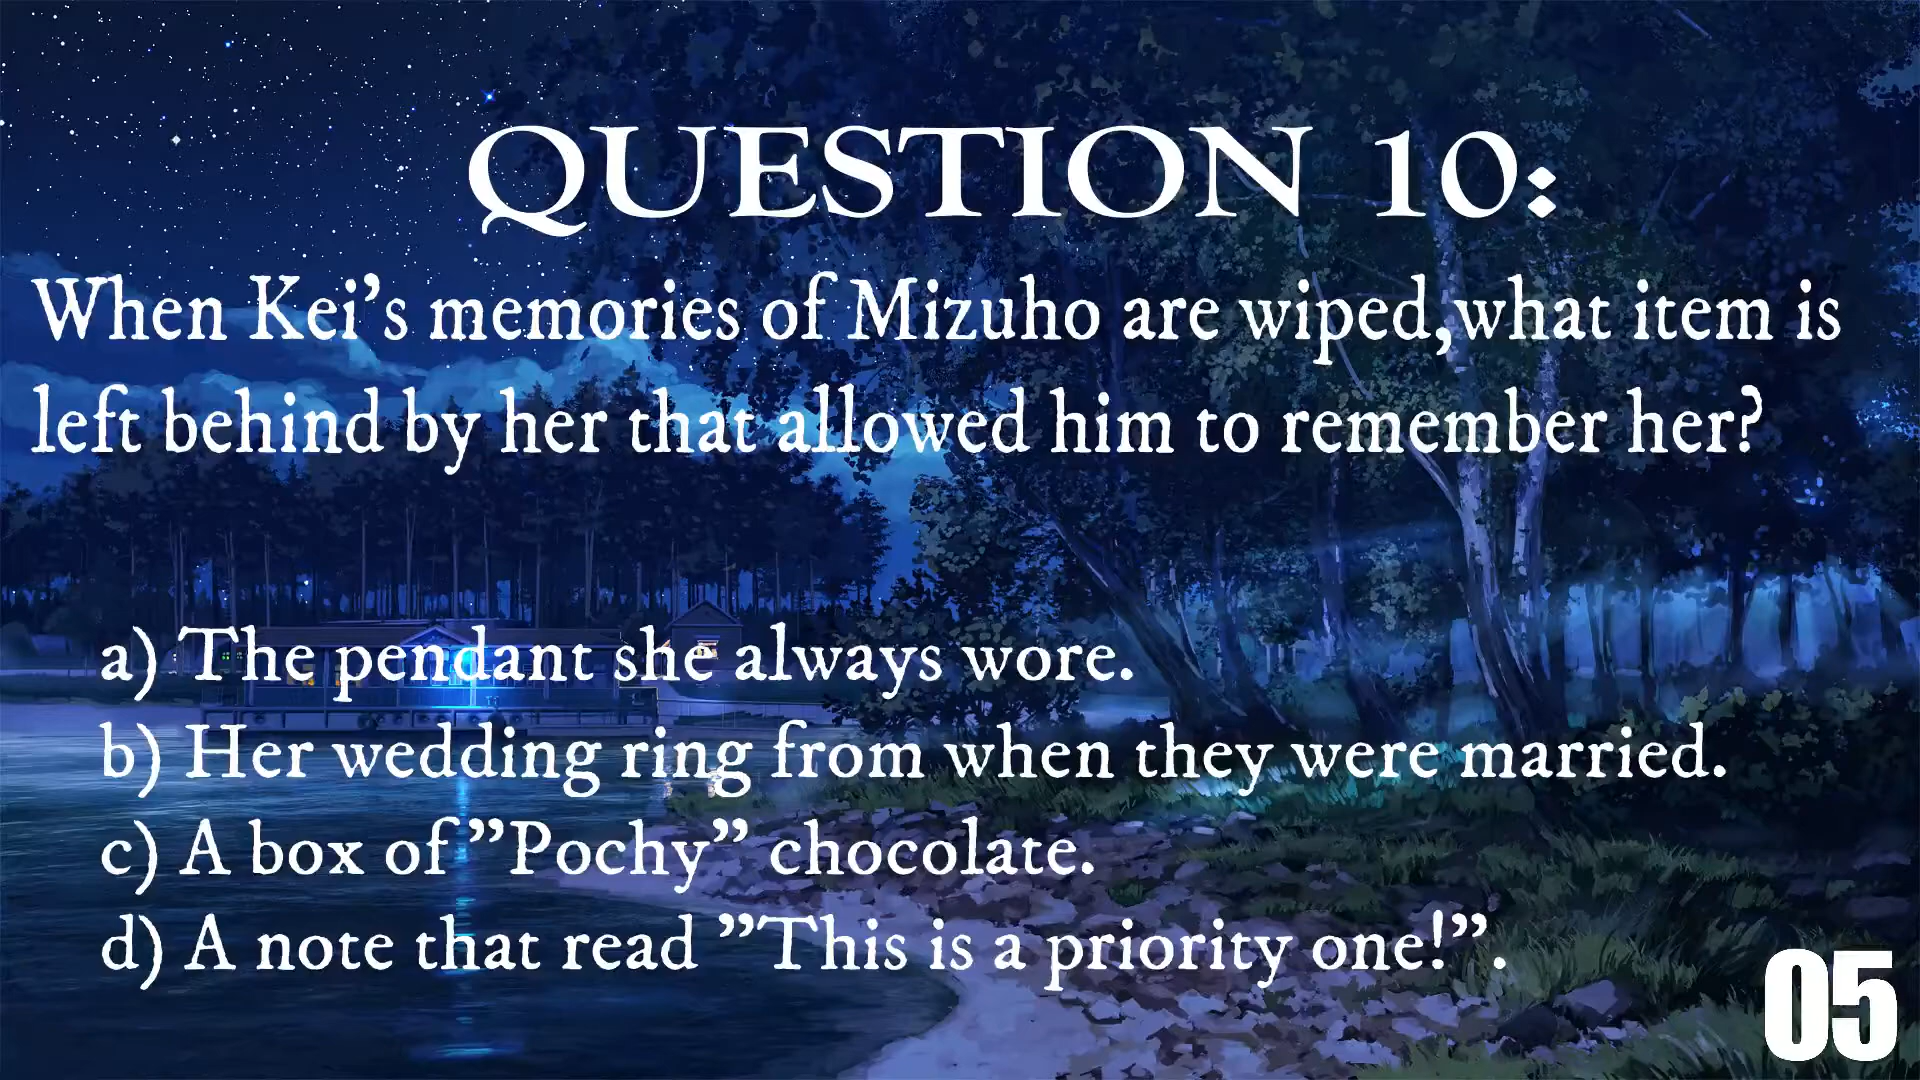 QUESTION 10:
When Kei's memories of Mizuho are wiped,what item is
left behind by her that allowed him to remember her?
a) The pendant she always wore.
b) Her wedding ring from when they were married.
c) A box of "Pochy" chocolate.
d) A note that read "This is a priority one!".
05